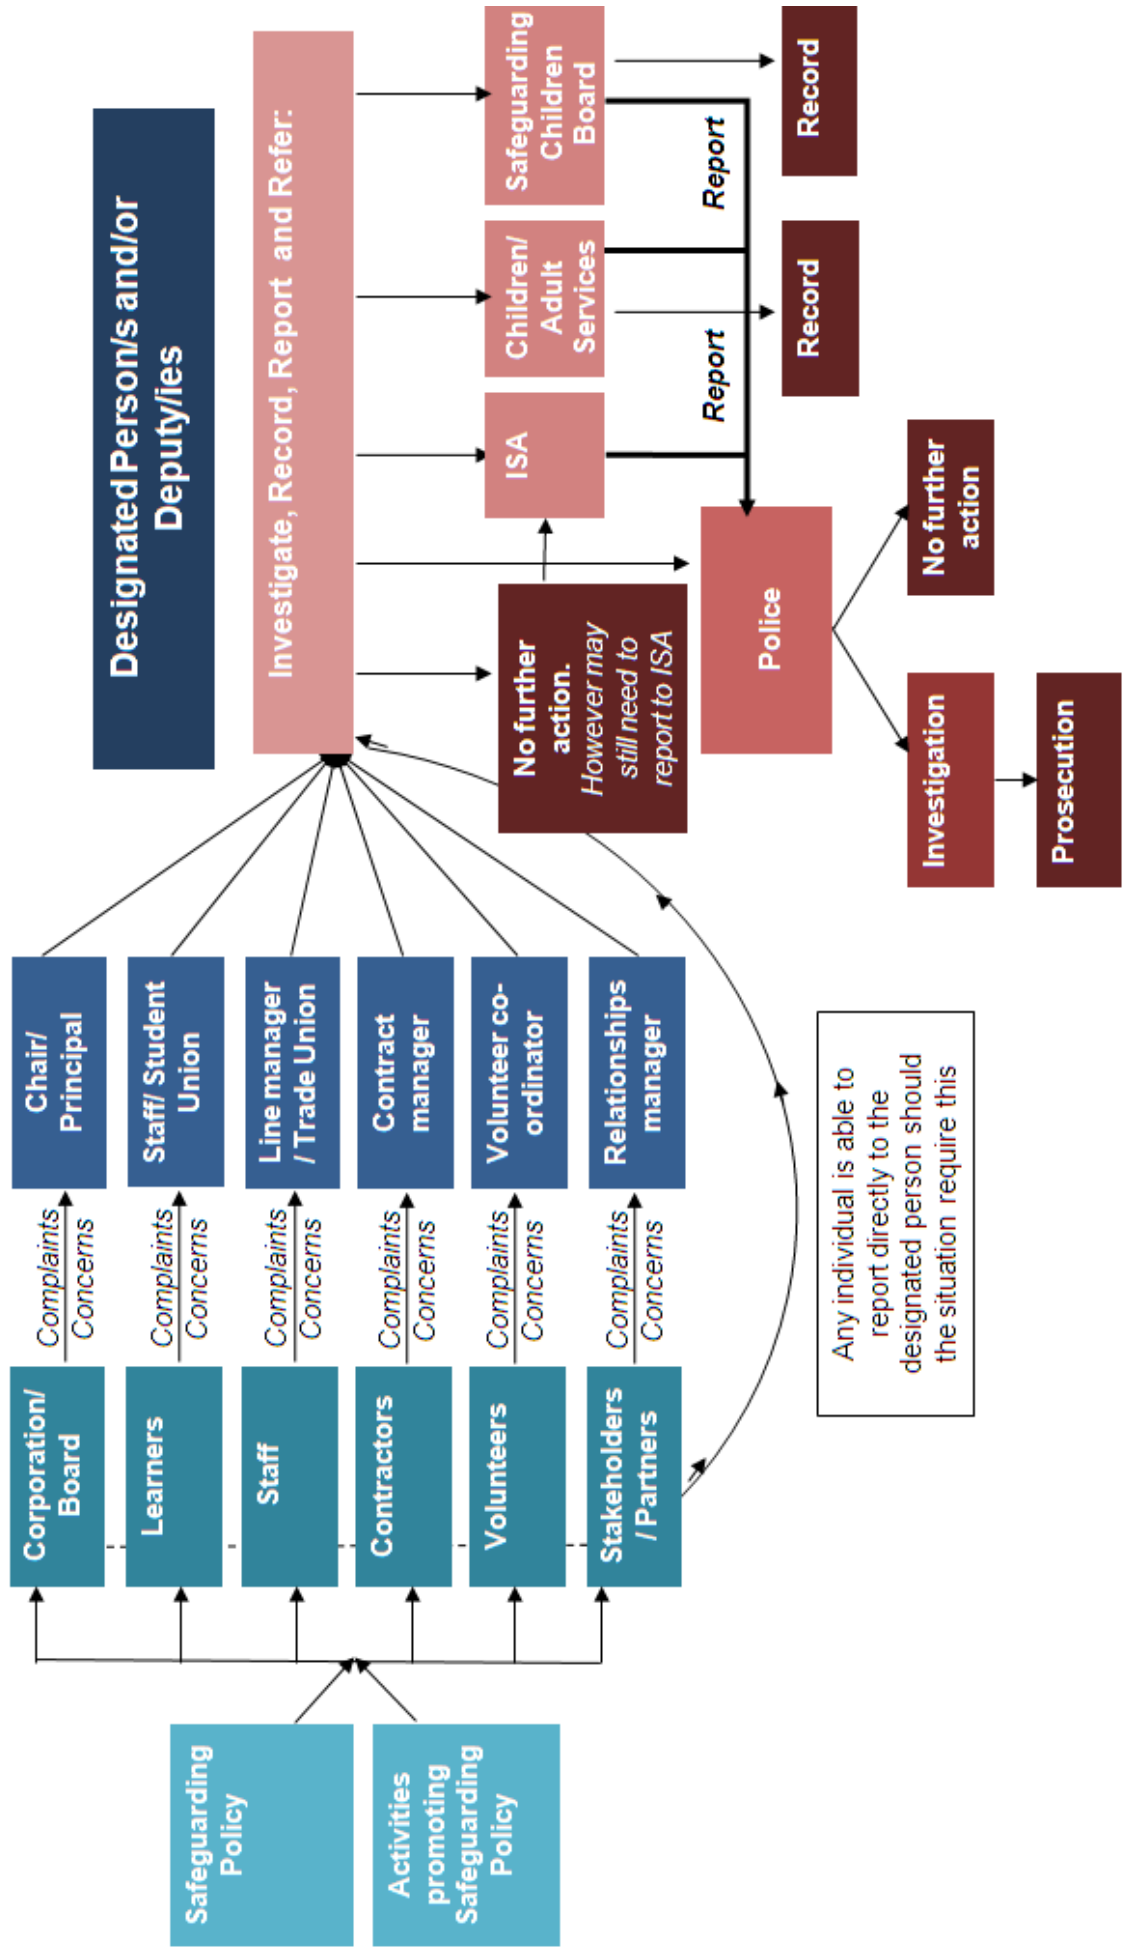 Safeguarding
Policy
Activities
promoting
Safeguarding
Policy
Corporation/
Board
Learners
Staff
Contractors
Volunteers
Stakeholders
/ Partners
Complaints
Concerns
Complaints
Concerns
Complaints
Concerns
Complaints
Concerns
Complaints
Concerns
Complaints
Concerns
Chair/
Principal
Staff/ Student
Union
Line manager
/ Trade Union
Contract
manager
Volunteer co-
ordinator
Relationships
manager
Any individual is able to
report directly to the
designated person should
the situation require this
Designated Person/s and/or
Deputy/ies
Investigate, Record, Report and Refer:
No further
action.
However may
still need to
report to ISA
ISA
Children/
Adult
Services
Safeguarding
Children
Board
Report
Report
Police
Record
Record
Investigation
No further
action
Prosecution